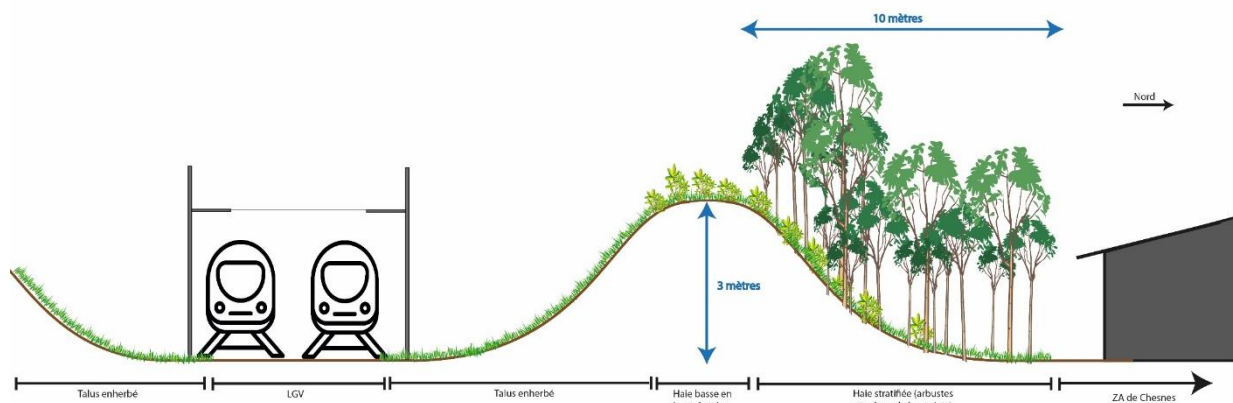 10 mètres
Nord
3 mètres
Talus enherbé
LGV
Talus enherbé
Haie basse en
Haie stratifiée (arbustes
ZA de Chesnes